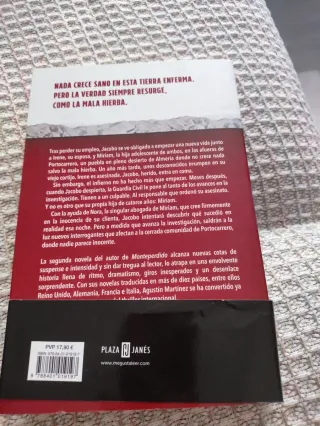 NADA CRECE SANO EN ESTA TIERRA ENFERMA.
PERO LA VERDAD SIEMPRE RESURGE,
COMO LA MALA HIERBA.
Tras perder su empleo, Jacobo se ve obligado a empezar una nueva vida junto
a Irene, su esposa, y Miriam, la hija adolescente de ambos, en las afueras de
Portocarrero, un pueblo en pleno desierto de Almería donde no crece nada
salvo la mala hierba. Un año más tarde, unos desconocidos irrumpen en su
viejo cortijo. Irene es asesinada, Jacobo, herido, entra en coma.
Sin embargo, el infierno no ha hecho más que empezar. Meses después,
cuando Jacobo despierta, la Guardia Civil le pone al tanto de los avances en la
investigación. Tienen a un culpable. Al responsable que ordenó su asesinato.
Y no es otro que su propia hija de catorce años: Miriam.
Con la ayuda de Nora, la singular abogada de Miriam, que cree firmemente
en la inocencia de su clienta, Jacobo intentará descubrir qué sucedió en
realidad esa noche. Pero a medida que avanza la investigación, saldrán a la
luz nuevos interrogantes que afectan a la cerrada comunidad de Portocarrero,
donde nadie parece inocente.
La segunda novela del autor de Monteperdido alcanza nuevas cotas de
suspense e intensidad y sin dar tregua al lector, lo atrapa en una envolvente
historia llena de ritmo, dramatismo, giros inesperados y un desenlace
sorprendente. Con sus novelas traducidas en más de diez países, entre ellos
Reino Unido, Alemania, Francia e Italia, Agustín Martínez se ha convertido ya
thriller internacional.
PVP 17,90 €
PLAZA JANÉS
www.megustaleer.com